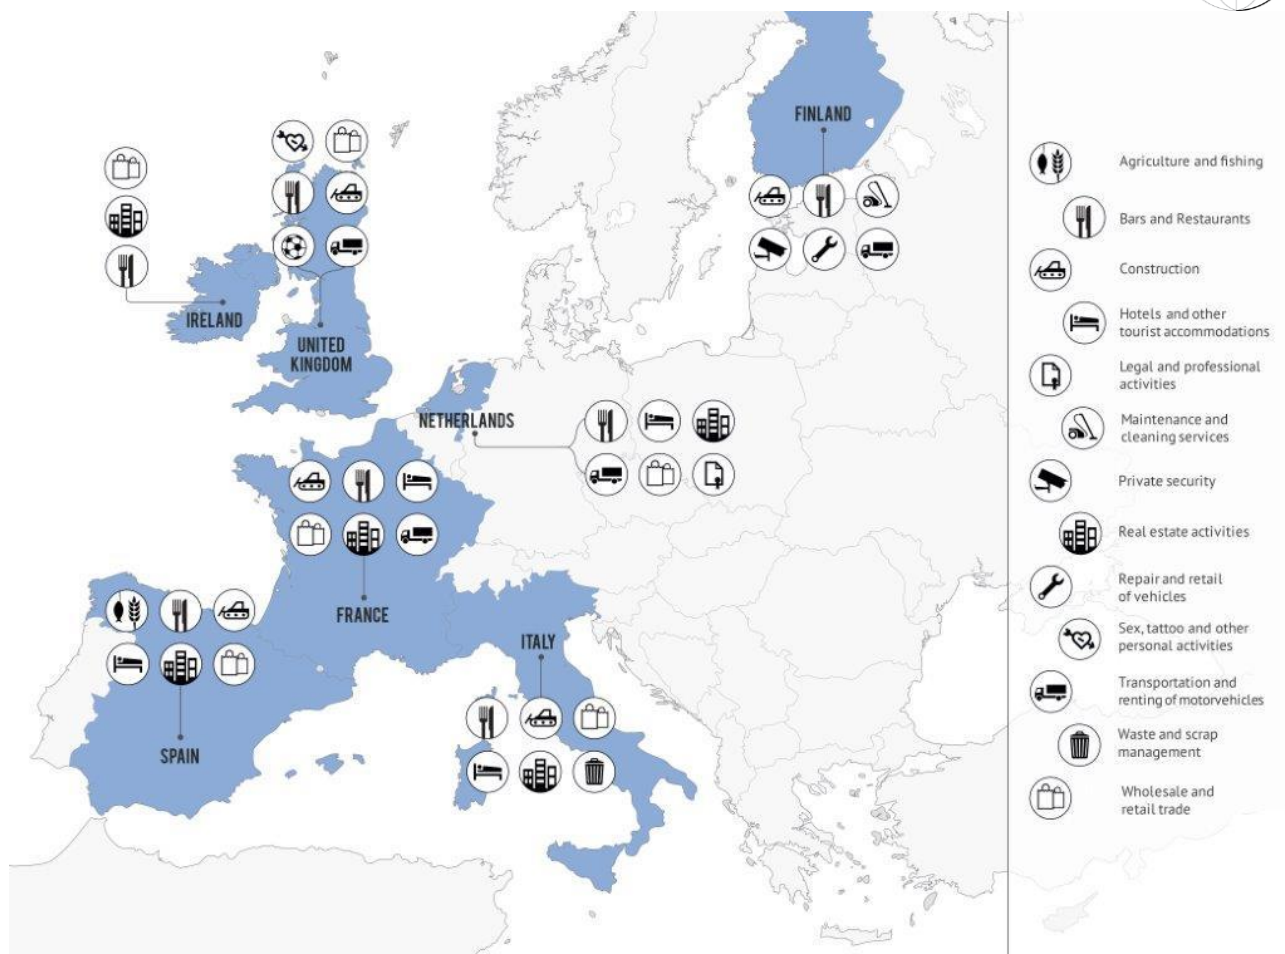 FINLAND
IRELAND
UNITED
KINGDOM
NETHERLANDS
FRANCE
ITALY
SPAIN
Agriculture and fishing
Bars and Restaurants
Construction
Hotels and other
tourist accommodations
Legal and professional
activities
Maintenance and
cleaning services
Private security
Real estate activities
Repair and retail
of vehicles
Sex, tattoo and other
personal activities
Transportation and
renting of motorvehicles
Waste and scrap
management
Wholesale and
retail trade